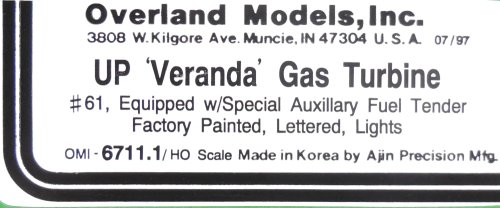 Overland Models, Inc.
3808 W. Kilgore Ave. Muncie, IN 47304 U. S. A. 07/97
UP 'Veranda' Gas Turbine
#61, Equipped w/Special Auxillary Fuel Tender
Factory Painted, Lettered, Lights
OMI - 6711.1/ HO Scale Made in Korea by Ajin Precision Mfg.